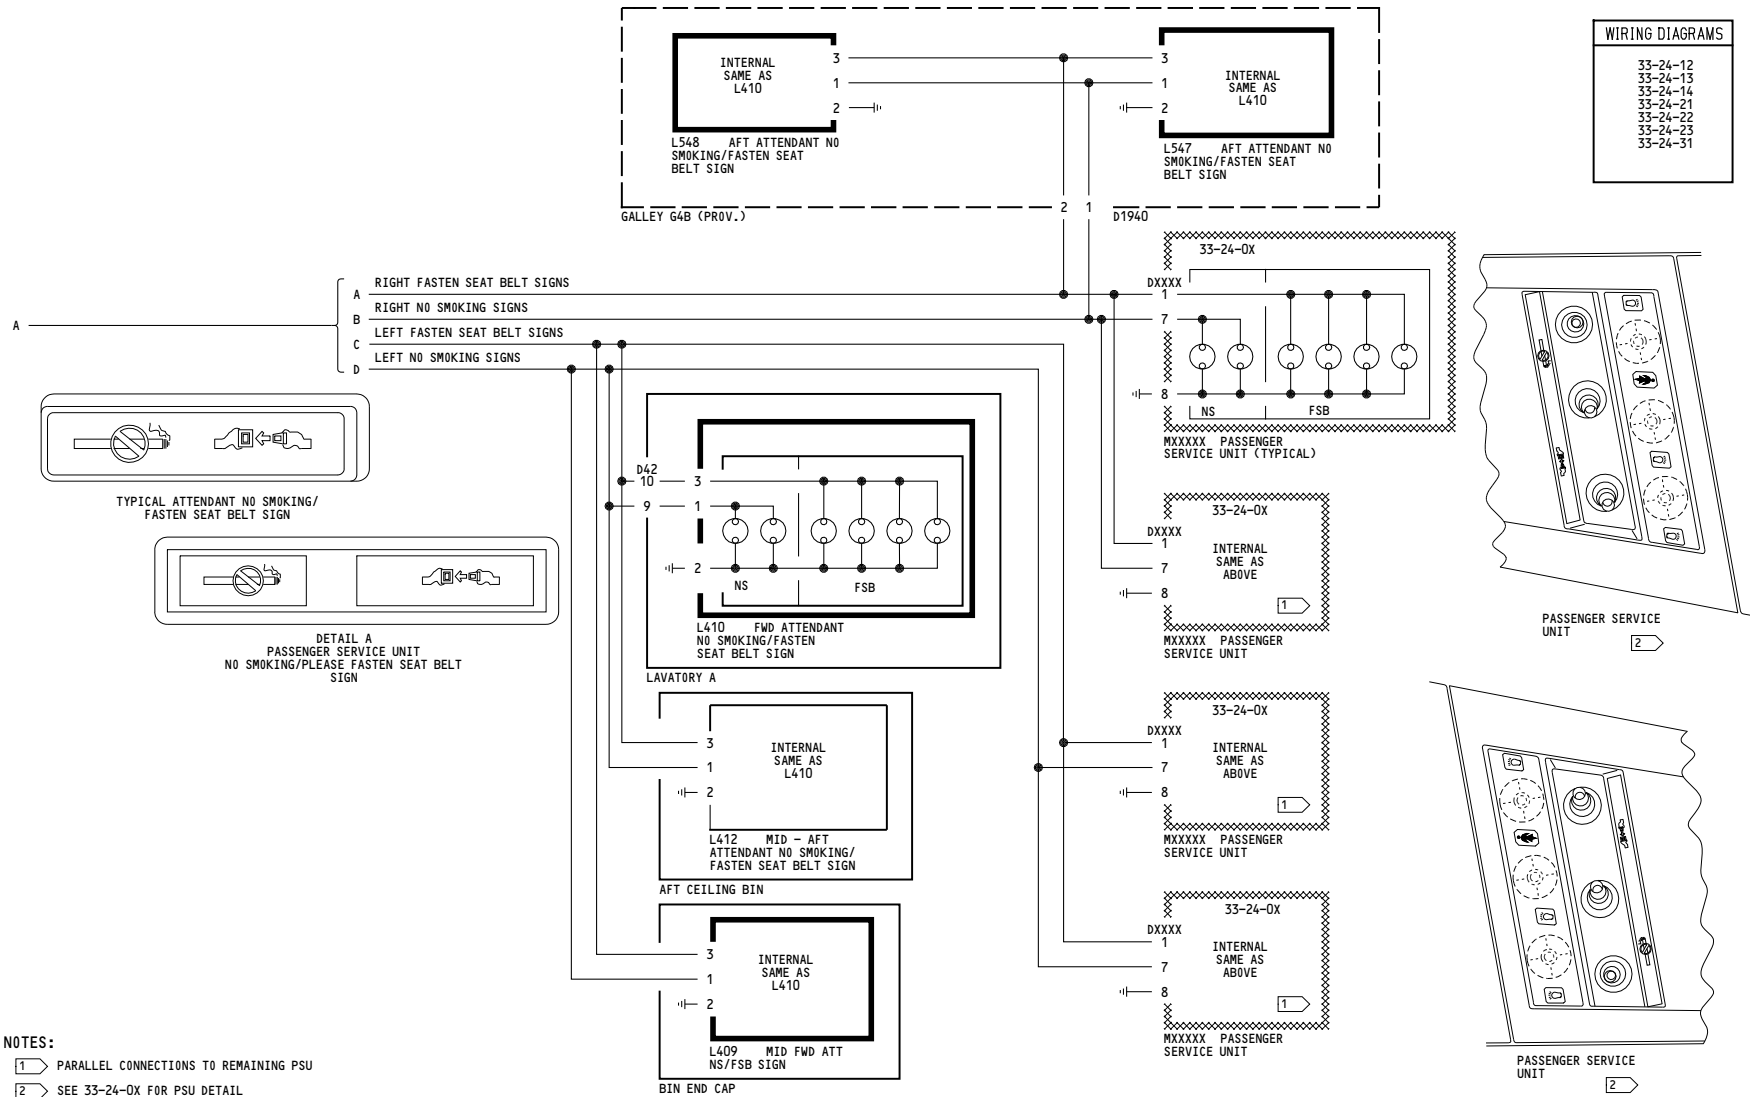 WIRING DIAGRAMS
33-24-12
33-24-13
33-24-14
33-24-21
33-24-22
33-24-23
33-24-31
INTERNAL
SAME AS
L410
3
1
2
L548 AFT ATTENDANT NO
SMOKING/FASTEN SEAT
BELT SIGN
INTERNAL
SAME AS
L410
3
1
2
L547 AFT ATTENDANT NO
SMOKING/FASTEN SEAT
BELT SIGN
GALLEY G4B (PROV.)
2 1 D1940
A
A RIGHT FASTEN SEAT BELT SIGNS
B RIGHT NO SMOKING SIGNS
C LEFT FASTEN SEAT BELT SIGNS
D LEFT NO SMOKING SIGNS
33-24-0X
DXXXX
1
7
8
NS FSB
MXXXXX PASSENGER
SERVICE UNIT (TYPICAL)
TYPICAL ATTENDANT NO SMOKING/
FASTEN SEAT BELT SIGN
DETAIL A
PASSENGER SERVICE UNIT
NO SMOKING/PLEASE FASTEN SEAT BELT
SIGN
D42
10 3
9 1
2
NS FSB
L410 FWD ATTENDANT
NO SMOKING/FASTEN
SEAT BELT SIGN
LAVATORY A
33-24-0X
DXXXX
1
7
8
INTERNAL
SAME AS
ABOVE
1
MXXXXX PASSENGER
SERVICE UNIT
PASSENGER SERVICE
UNIT
2
3
1
2
INTERNAL
SAME AS
L410
L412 MID - AFT
ATTENDANT NO SMOKING/
FASTEN SEAT BELT SIGN
AFT CEILING BIN
33-24-0X
DXXXX
1
7
8
INTERNAL
SAME AS
ABOVE
1
MXXXXX PASSENGER
SERVICE UNIT
3
1
2
INTERNAL
SAME AS
L410
L409 MID FWD ATT
NS/FSB SIGN
BIN END CAP
33-24-0X
DXXXX
1
7
8
INTERNAL
SAME AS
ABOVE
1
MXXXXX PASSENGER
SERVICE UNIT
PASSENGER SERVICE
UNIT
2
NOTES:
1 PARALLEL CONNECTIONS TO REMAINING PSU
2 SEE 33-24-0X FOR PSU DETAIL